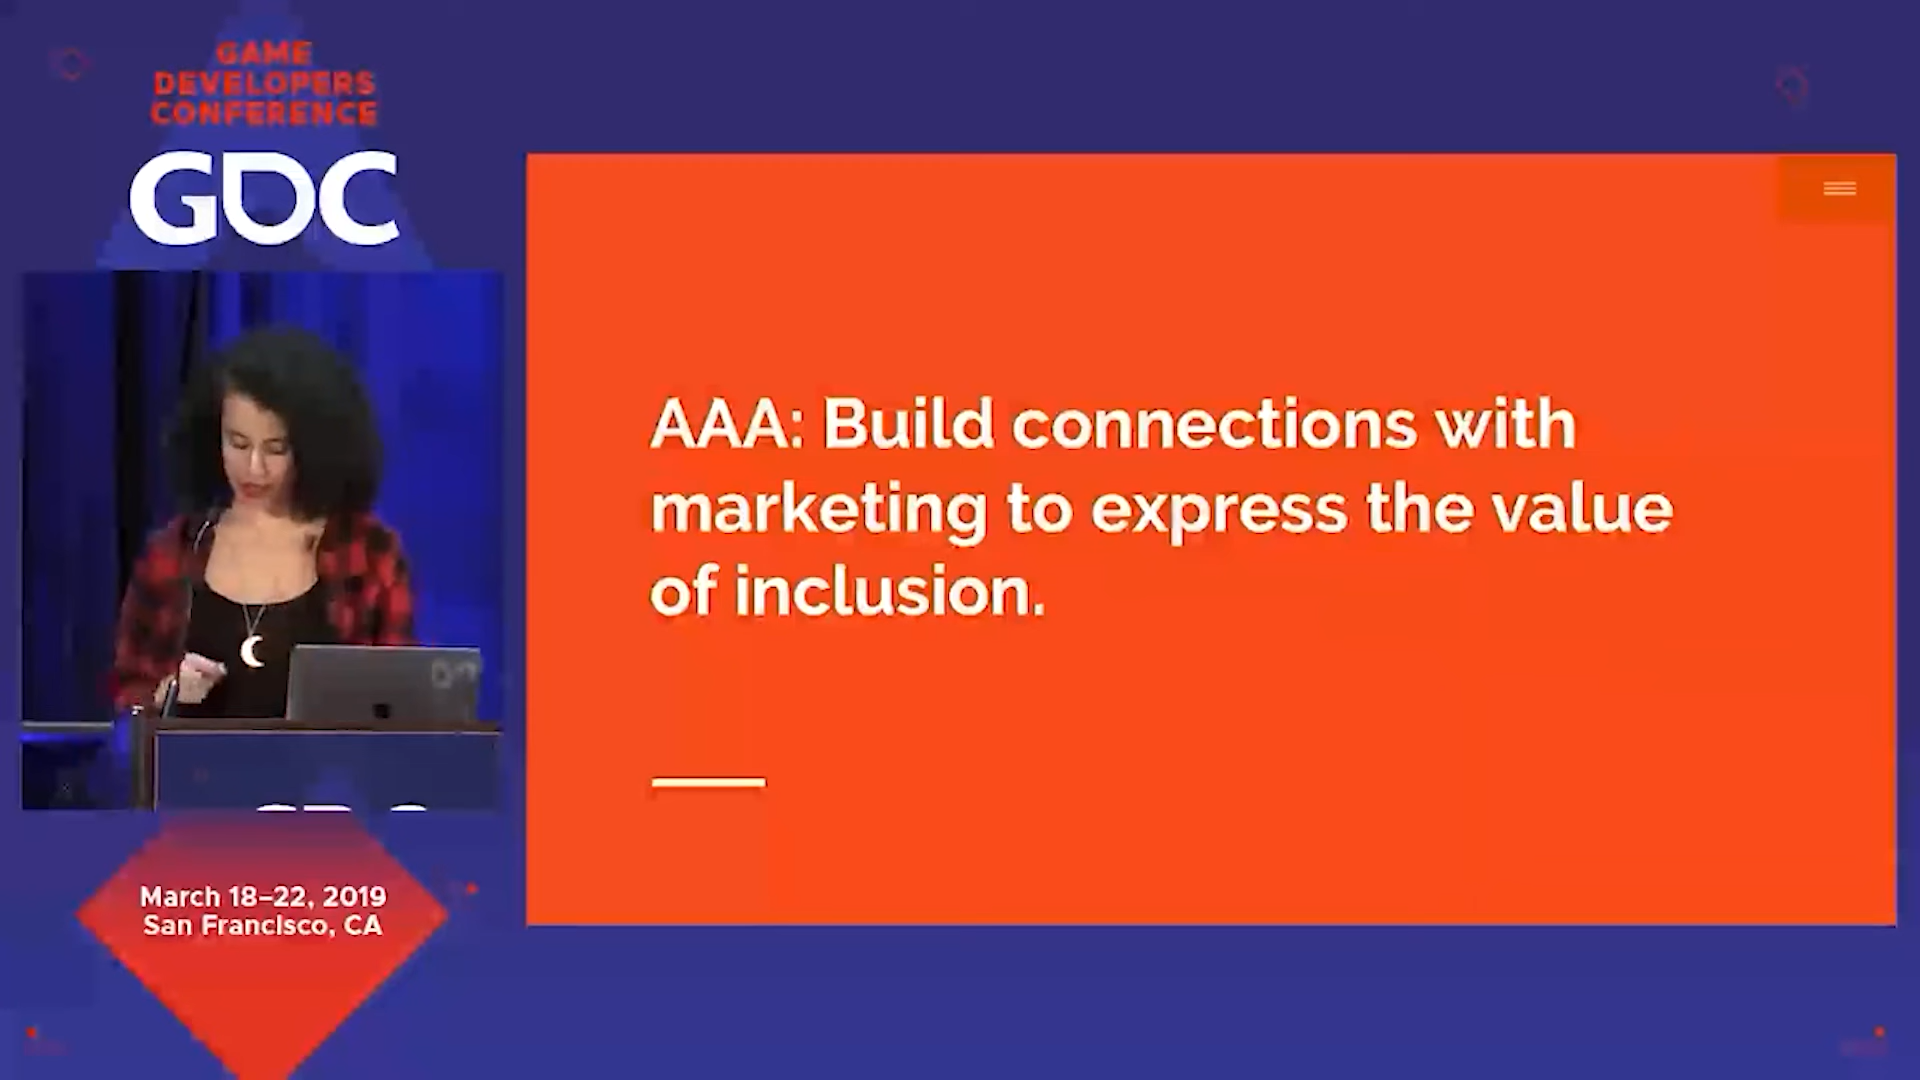 GAME
DEVELOPERS
CONFERENCE
GDC
AAA: Build connections with
marketing to express the value
of inclusion.
March 18–22, 2019
San Francisco, CA